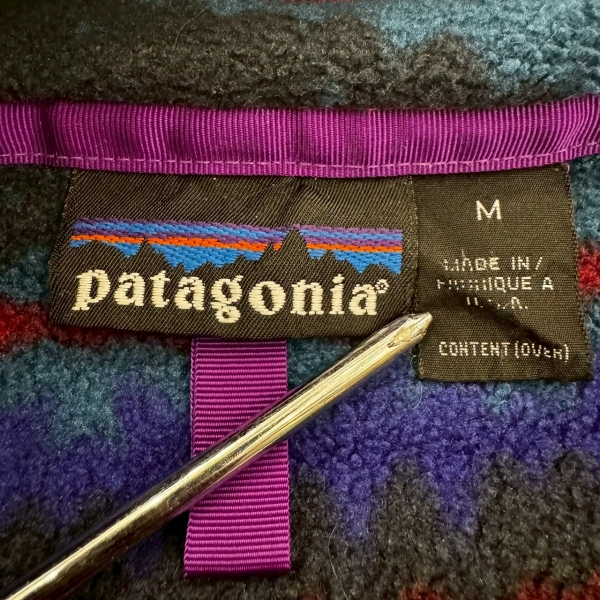 patagonia®
M
MADE IN/
FABRIQUE A
U.S.A.
CONTENT (OVER)